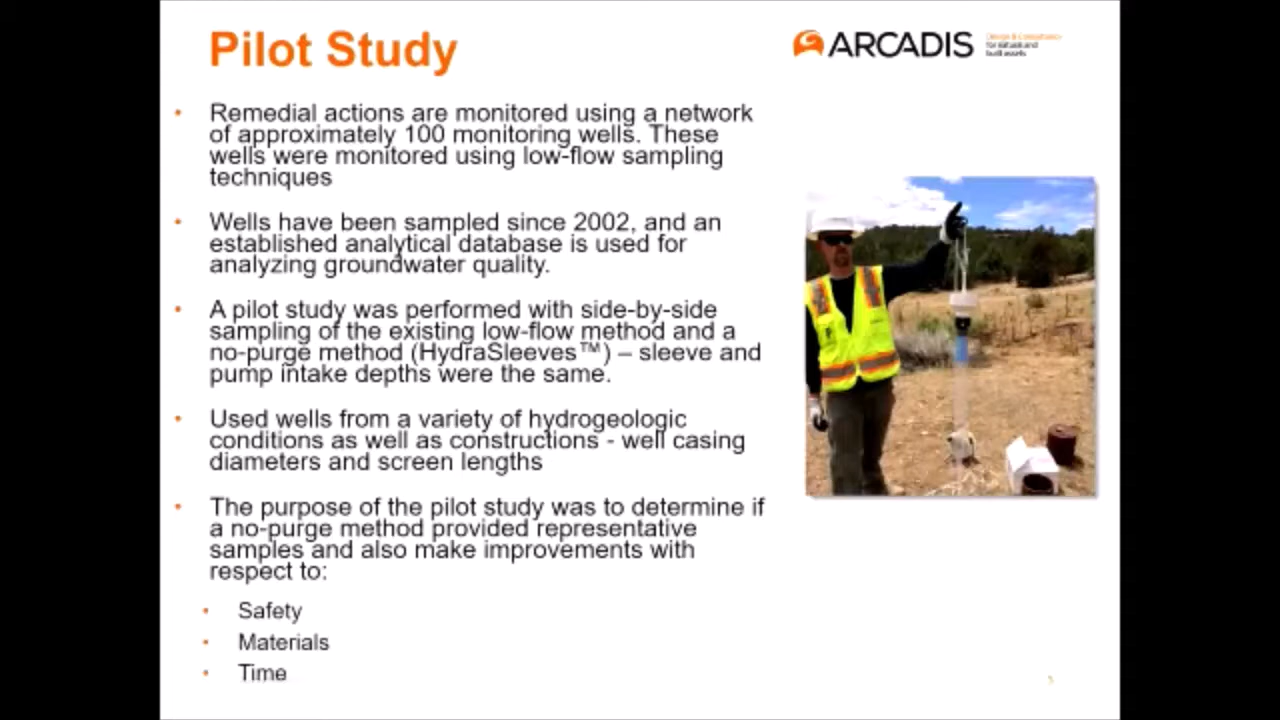 Pilot Study
ARCADIS
Design & Consultancy
for natural and
built assets
• Remedial actions are monitored using a network
of approximately 100 monitoring wells. These
wells were monitored using low-flow sampling
techniques
• Wells have been sampled since 2002, and an
established analytical database is used for
analyzing groundwater quality.
• A pilot study was performed with side-by-side
sampling of the existing low-flow method and a
no-purge method (HydraSleeves™) – sleeve and
pump intake depths were the same.
• Used wells from a variety of hydrogeologic
conditions as well as constructions - well casing
diameters and screen lengths
• The purpose of the pilot study was to determine if
a no-purge method provided representative
samples and also make improvements with
respect to:
• Safety
• Materials
• Time